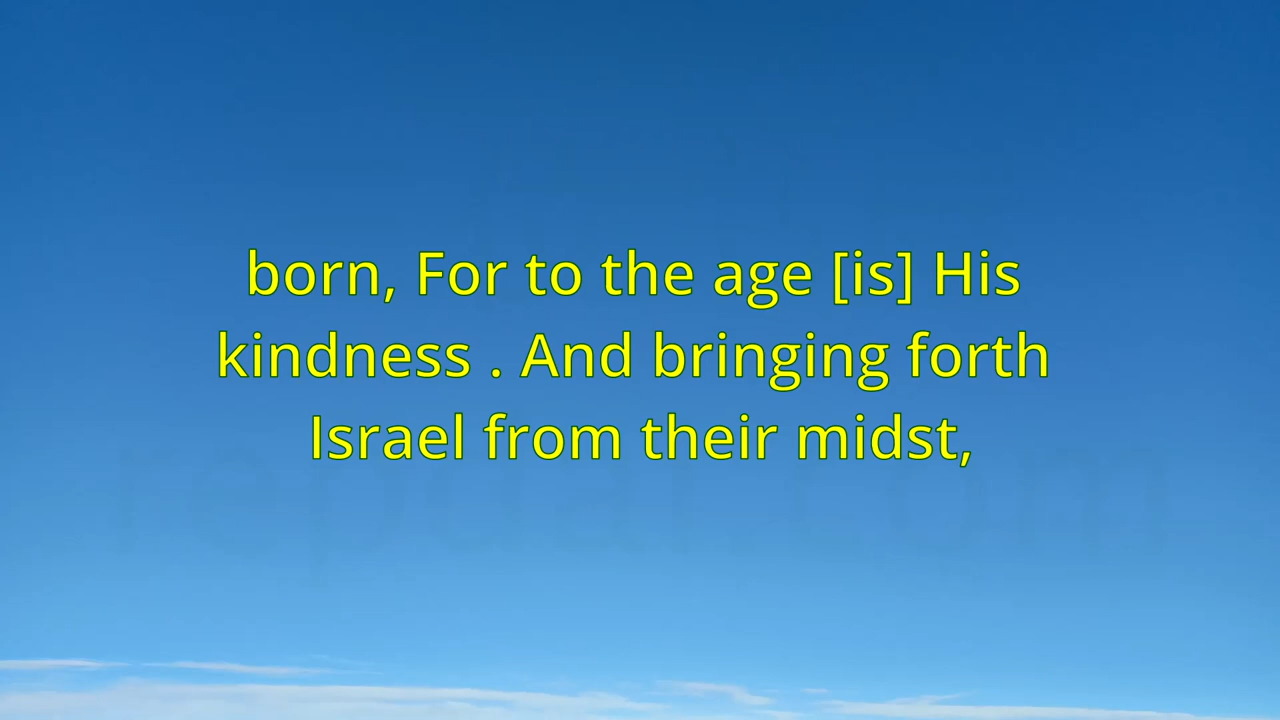 born, For to the age [is] His
kindness . And bringing forth
Israel from their midst,